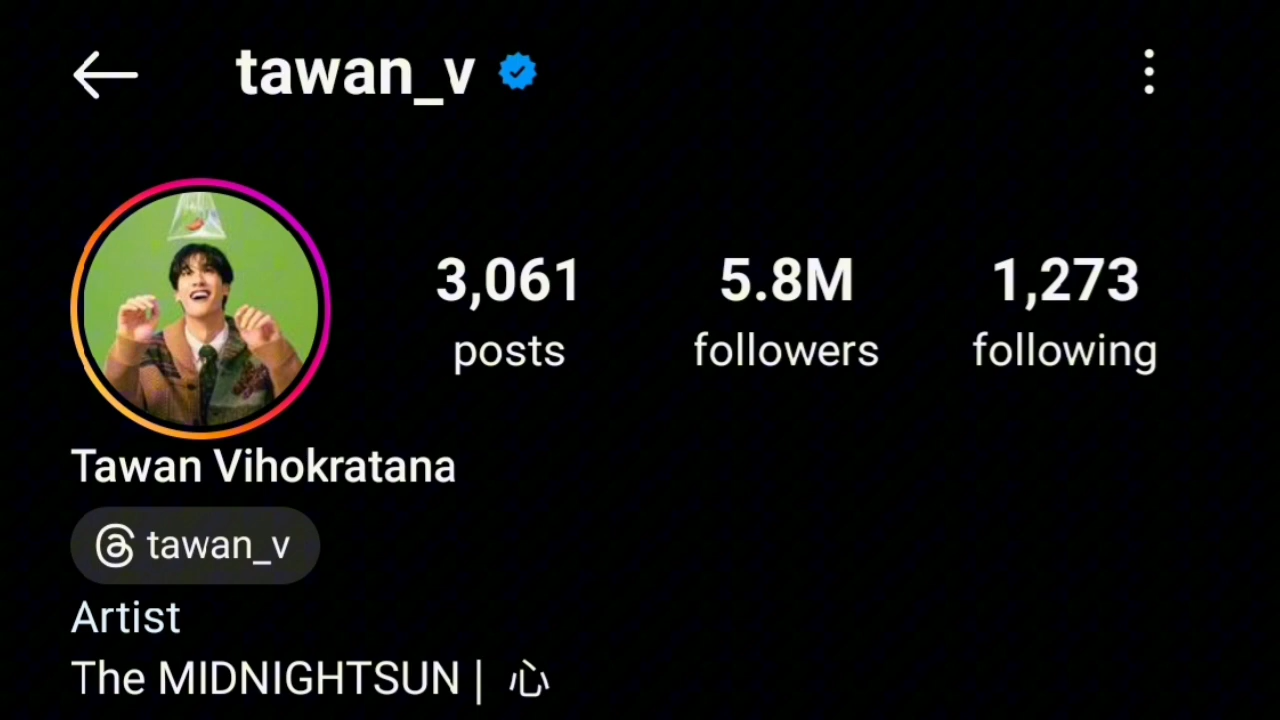 tawan_v
3,061 5.8M 1,273
posts followers following
Tawan Vihokratana
tawan_v
Artist
The MIDNIGHTSUN | 心